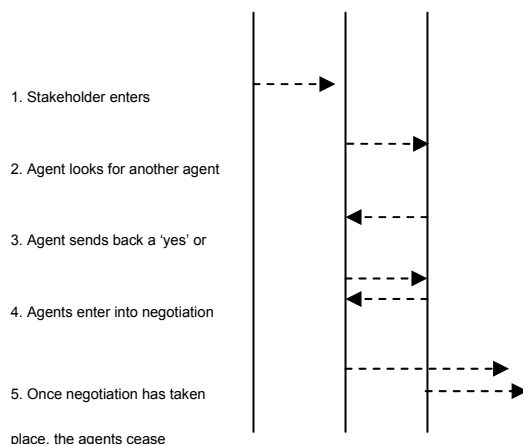 1. Stakeholder enters
2. Agent looks for another agent
3. Agent sends back a ‘yes’ or
4. Agents enter into negotiation
5. Once negotiation has taken
place, the agents cease